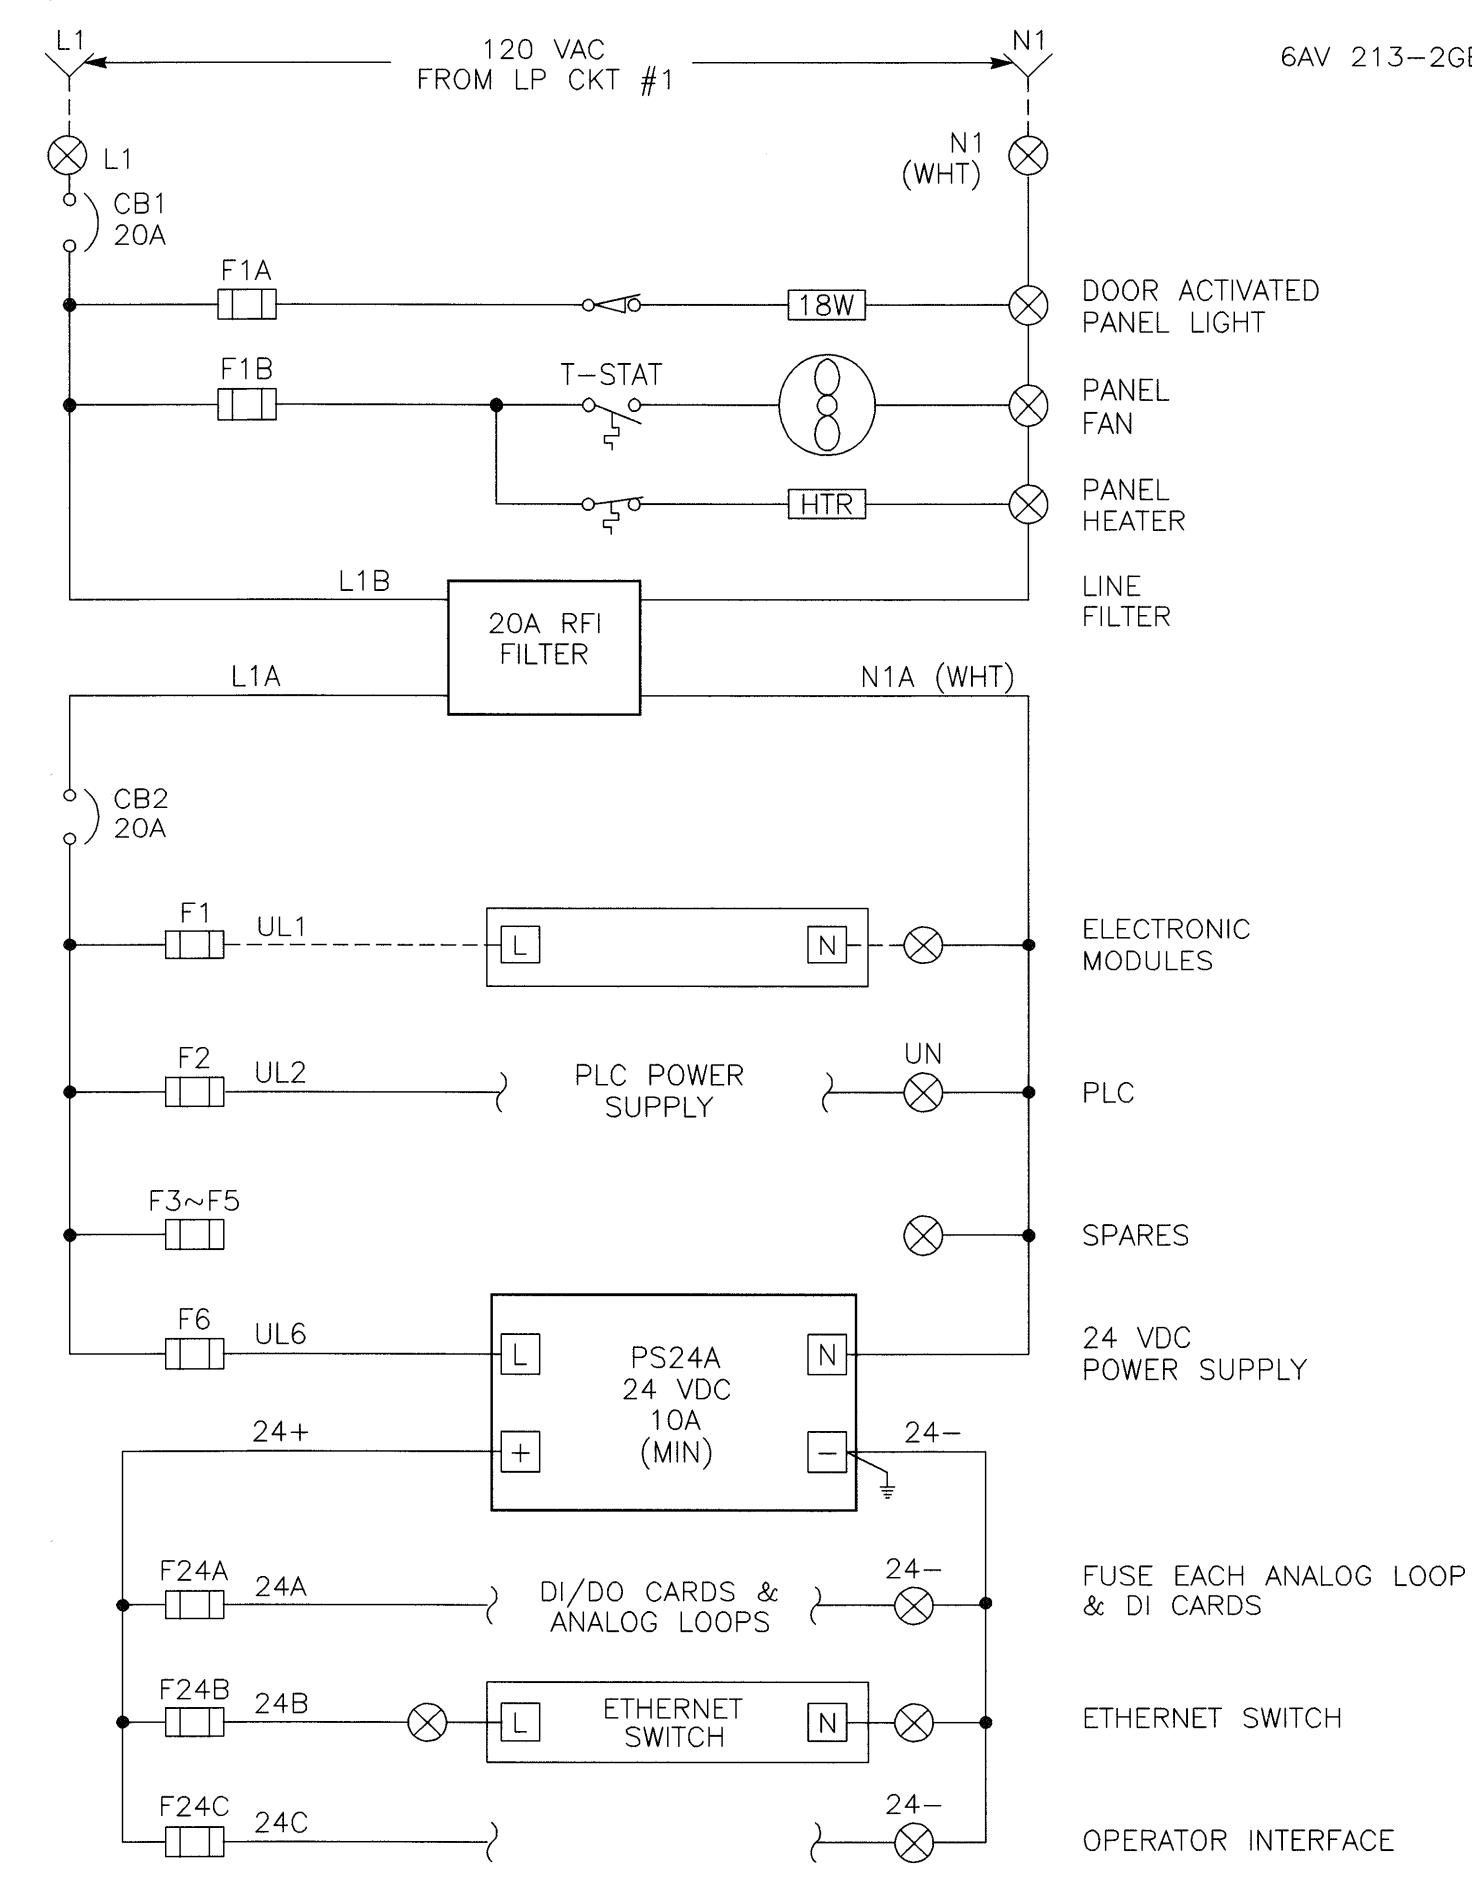 L1
120 VAC
FROM LP CKT #1
N1
6AV 213-2G
L1
N1
(WHT)
CB1
20A
F1A
18W
DOOR ACTIVATED
PANEL LIGHT
F1B
T-STAT
PANEL
FAN
HTR
PANEL
HEATER
L1B
20A RFI
FILTER
LINE
FILTER
L1A
N1A (WHT)
CB2
20A
F1
UL1
L
N
ELECTRONIC
MODULES
F2
UL2
PLC POWER
SUPPLY
UN
PLC
F3~F5
SPARES
F6
UL6
L
PS24A
24 VDC
10A
(MIN)
N
24 VDC
POWER SUPPLY
24+
+
-
24-
F24A
24A
DI/DO CARDS &
ANALOG LOOPS
24-
FUSE EACH ANALOG LOOP
& DI CARDS
F24B
24B
L
ETHERNET
SWITCH
N
ETHERNET SWITCH
F24C
24C
24-
OPERATOR INTERFACE